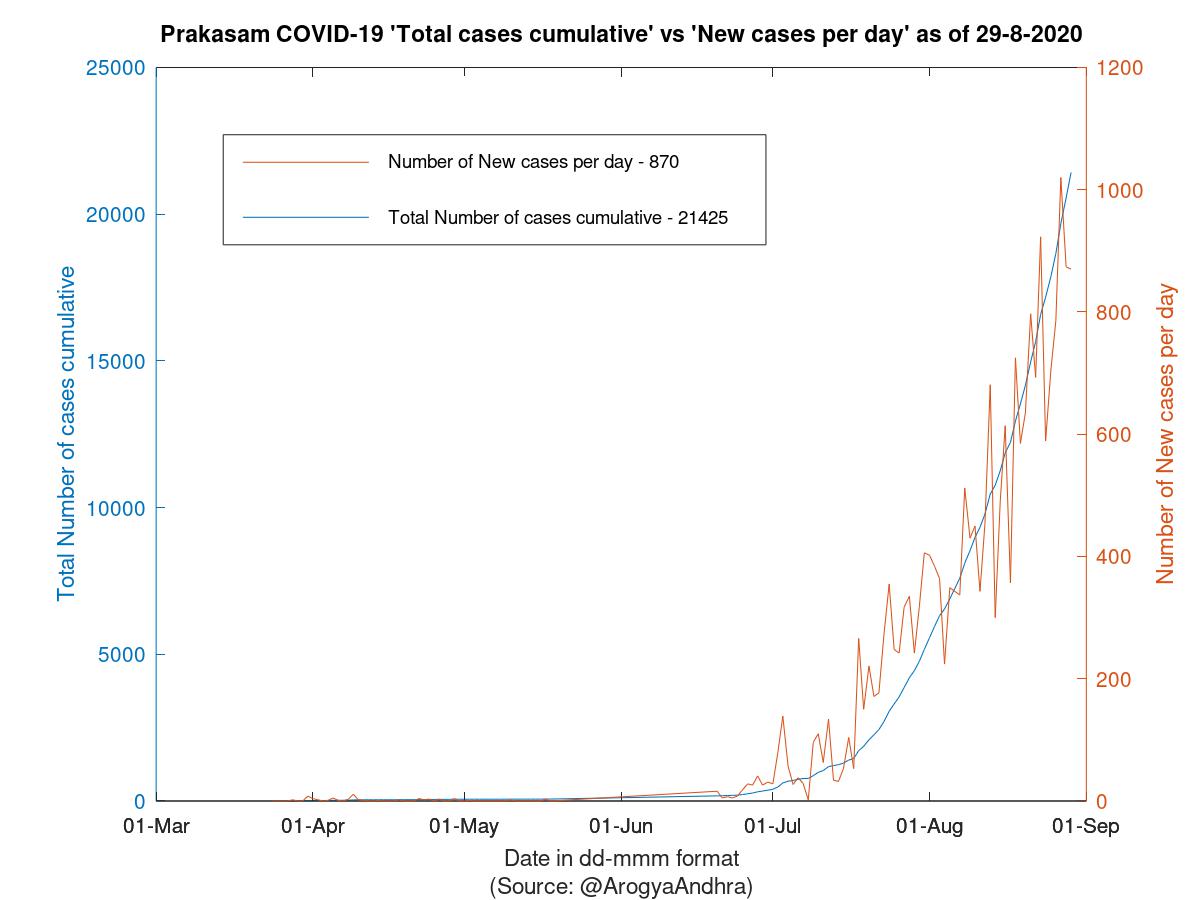 Prakasam COVID-19 'Total cases cumulative' vs 'New cases per day' as of 29-8-2020
25000
20000
15000
10000
5000
0
Total Number of cases cumulative
Number of New cases per day - 870
Total Number of cases cumulative - 21425
1200
1000
800
600
400
200
0
Number of New cases per day
01-Mar 01-Apr 01-May 01-Jun 01-Jul 01-Aug 01-Sep
Date in dd-mmm format
(Source: @ArogyaAndhra)